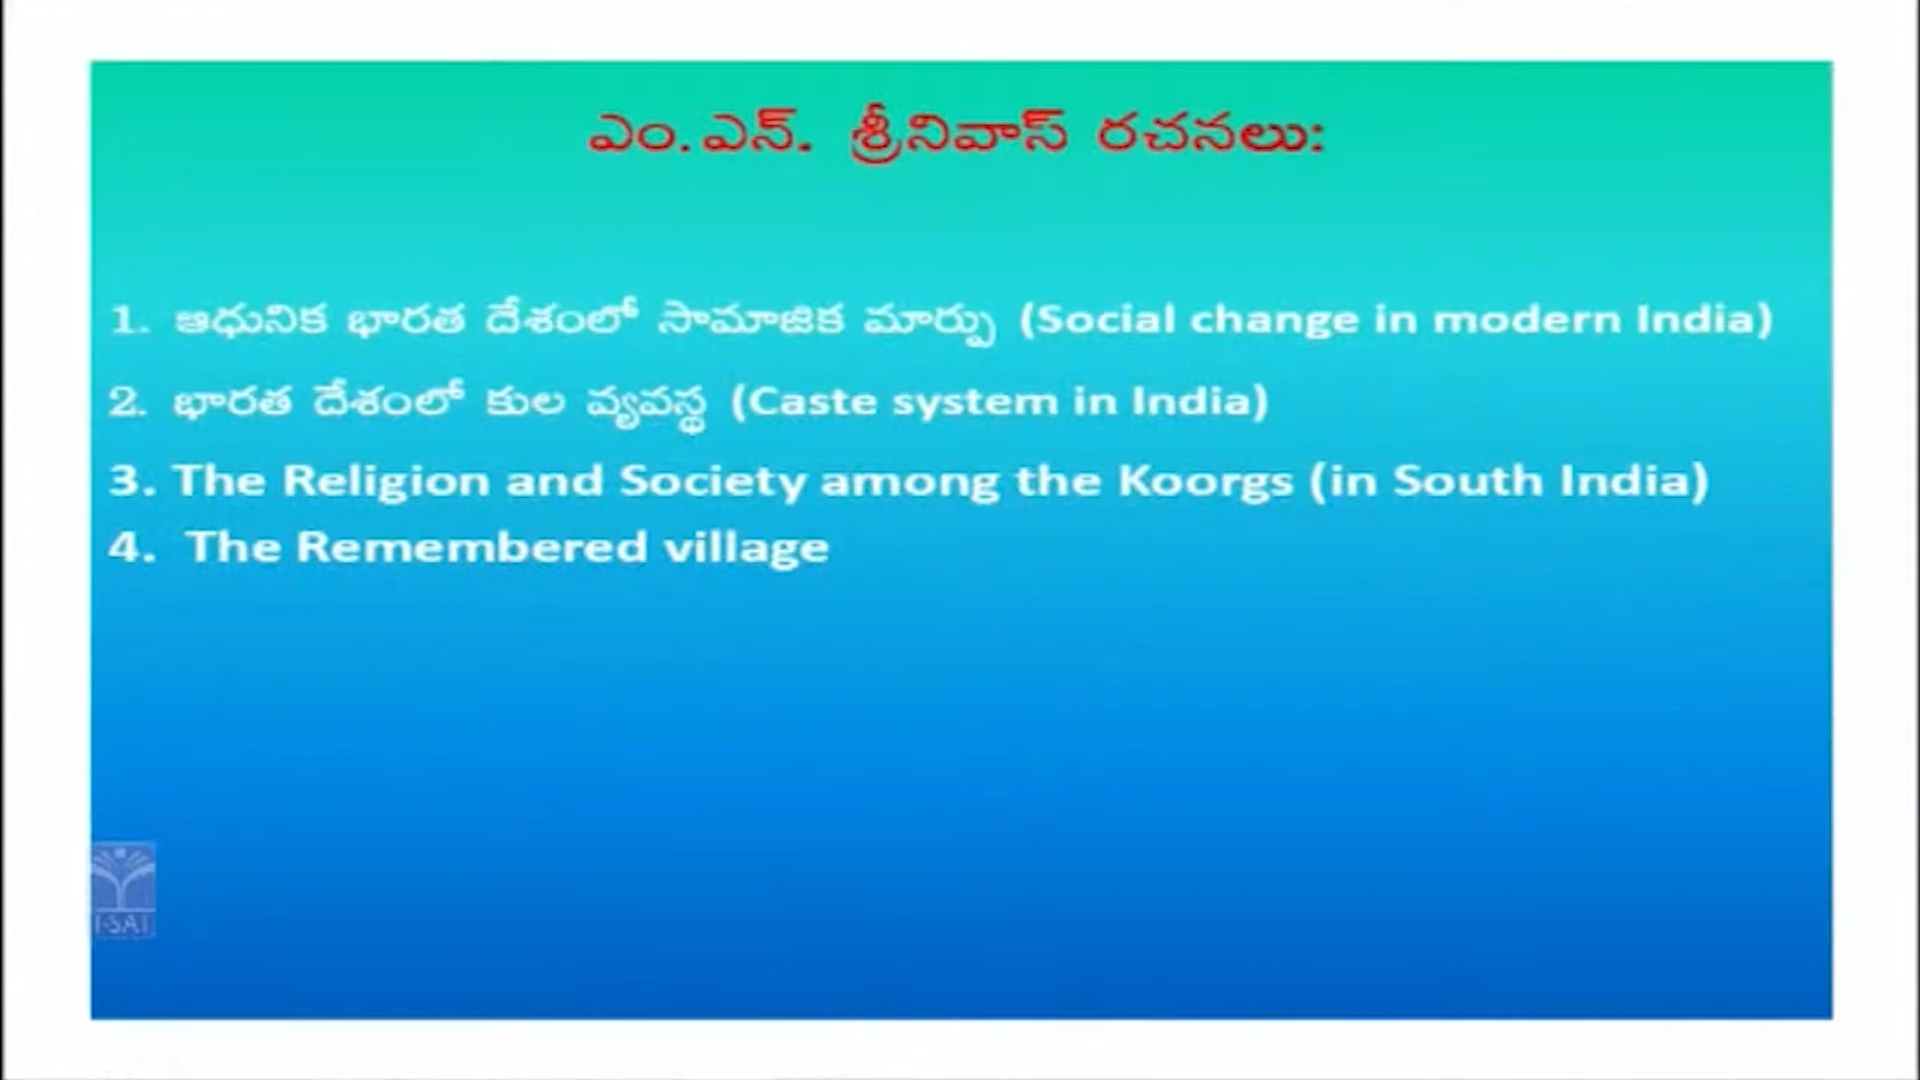 ఎం.ఎన్. శ్రీనివాస్ రచనలు:
1. ఆధునిక భారత దేశంలో సామాజిక మార్పు (Social change in modern India)
2. భారత దేశంలో కుల వ్యవస్థ (Caste system in India)
3. The Religion and Society among the Koorgs (in South India)
4. The Remembered village
T-SAT